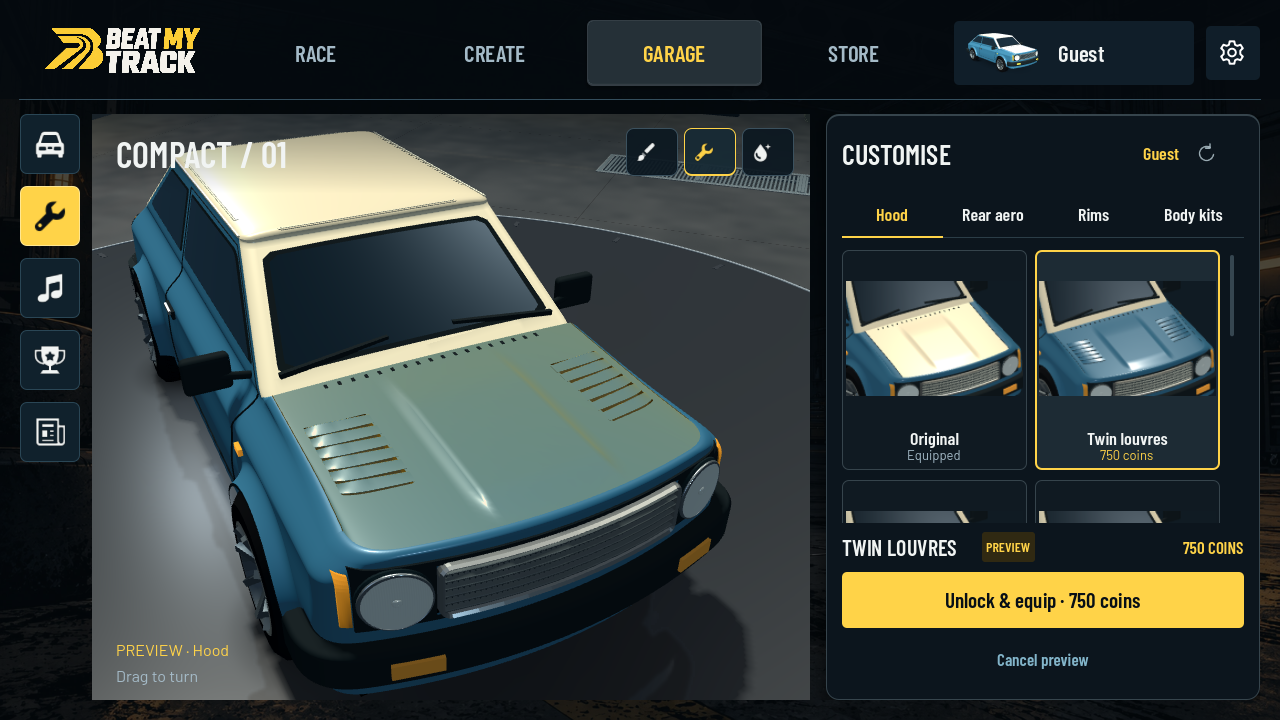 BEAT MY
TRACK
RACE
CREATE
GARAGE
STORE
Guest
COMPACT / 01
CUSTOMISE
Guest
Hood
Rear aero
Rims
Body kits
Original
Equipped
Twin louvres
750 coins
TWIN LOUVRES
PREVIEW
750 COINS
Unlock & equip · 750 coins
Cancel preview
PREVIEW · Hood
Drag to turn